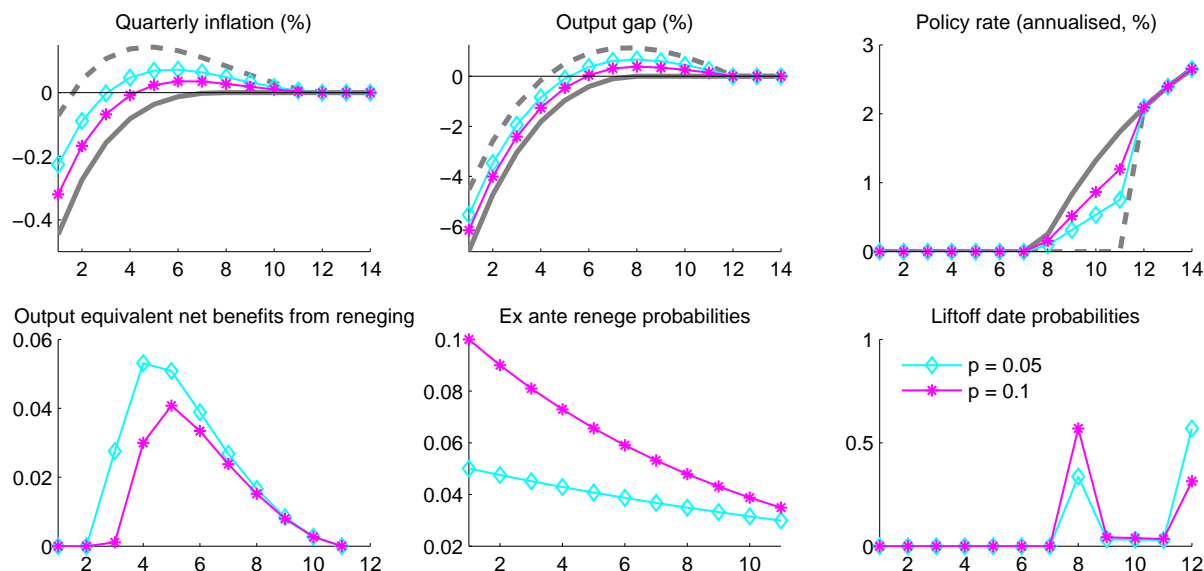 Quarterly inflation (%)
0
−0.2
−0.4
2 4 6 8 10 12 14
Output gap (%)
0
−2
−4
−6
2 4 6 8 10 12 14
Policy rate (annualised, %)
3
2
1
0
2 4 6 8 10 12 14
Output equivalent net benefits from reneging
0.06
0.04
0.02
0
2 4 6 8 10 12
Ex ante renege probabilities
0.1
0.08
0.06
0.04
0.02
2 4 6 8 10
Liftoff date probabilities
1
0.5
0
2 4 6 8 10 12
p = 0.05
p = 0.1